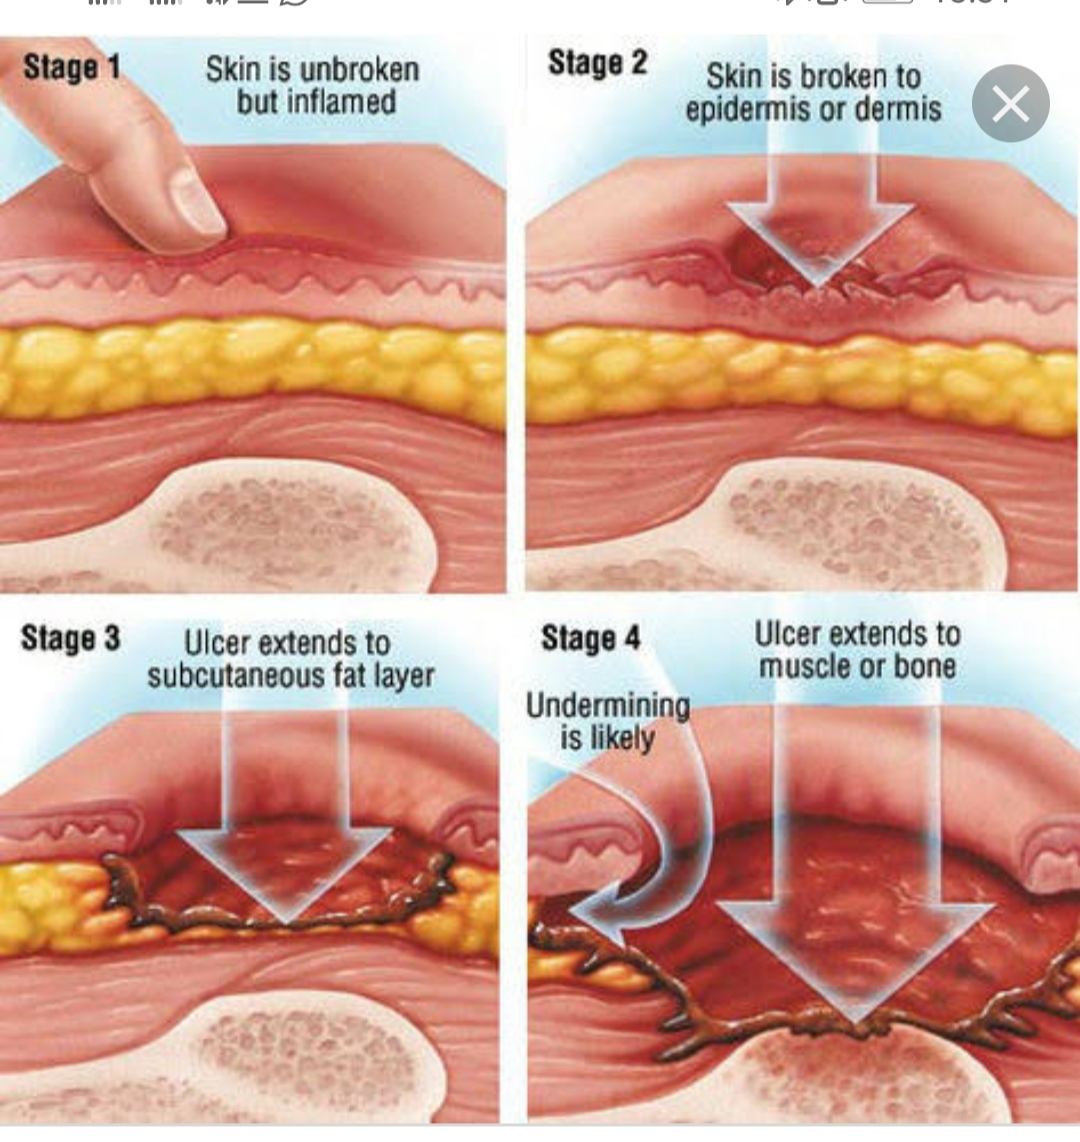 Stage 1
Skin is unbroken
but inflamed
Stage 2
Skin is broken to
epidermis or dermis
Stage 3
Ulcer extends to
subcutaneous fat layer
Stage 4
Ulcer extends to
muscle or bone
Undermining
is likely